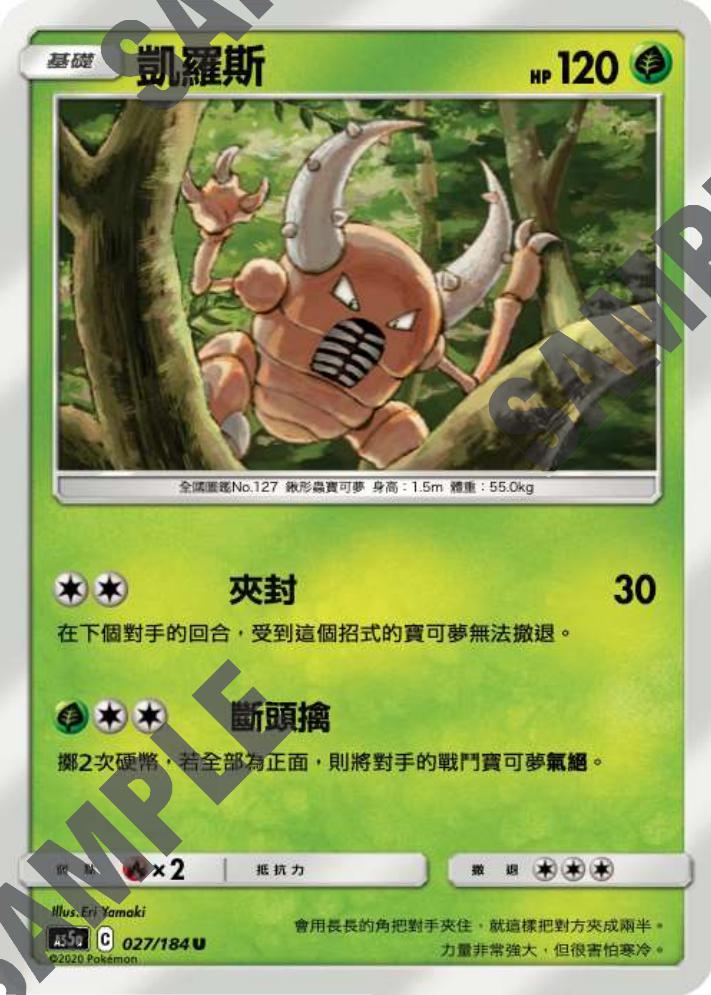 基礎 凱羅斯 HP 120
全國圖鑑No.127 鍬形蟲寶可夢 身高：1.5m 體重：55.0kg
夾封 30
在下個對手的回合，受到這個招式的寶可夢無法撤退。
斷頭擒
擲2次硬幣，若全部為正面，則將對手的戰鬥寶可夢氣絕。
弱點 ×2 抵抗力 撤退
Illus. Eri Yamaki
會用長長的角把對手夾住，就這樣把對方夾成兩半。
AS5a C 027/184 U
力量非常強大，但很害怕寒冷。
©2020 Pokémon
SAMPLE
SAMPLE
SAMPLE